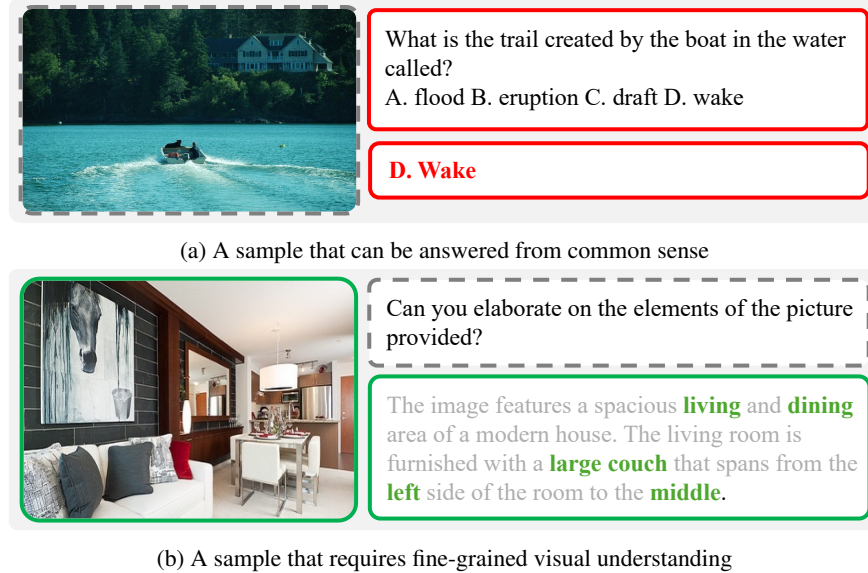 What is the trail created by the boat in the water
called?
A. flood B. eruption C. draft D. wake
D. Wake
(a) A sample that can be answered from common sense
Can you elaborate on the elements of the picture
provided?
The image features a spacious living and dining
area of a modern house. The living room is
furnished with a large couch that spans from the
left side of the room to the middle.
(b) A sample that requires fine-grained visual understanding